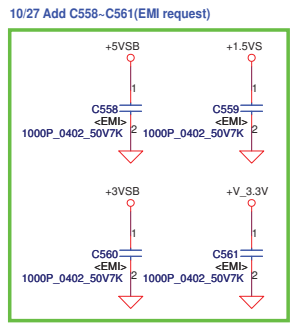 10/27 Add C558~C561(EMI request)
+5VSB
+1.5VS
1
1
C558
C559
<EMI>
<EMI>
1000P_0402_50V7K
2
1000P_0402_50V7K
2
+3VSB
+V_3.3V
1
1
C560
C561
<EMI>
<EMI>
1000P_0402_50V7K
2
1000P_0402_50V7K
2